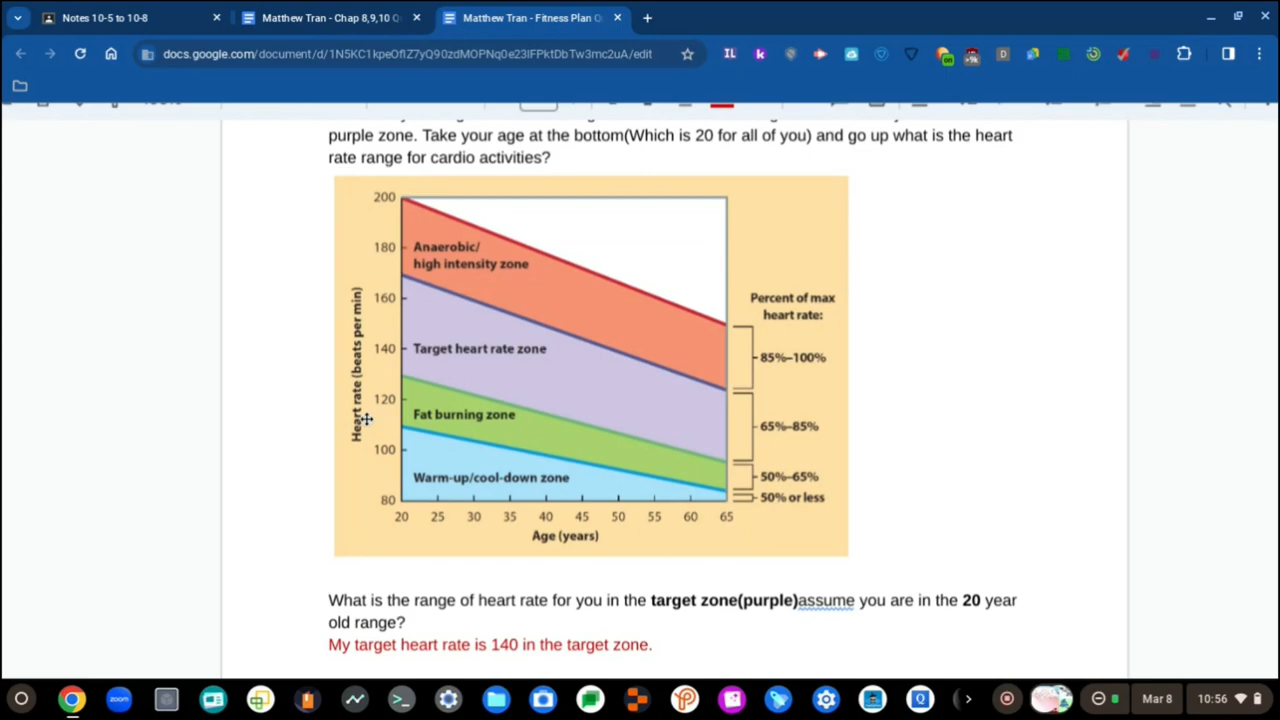 Notes 10-5 to 10-8
Matthew Tran - Chap 8,9,10 Q
Matthew Tran - Fitness Plan Q
docs.google.com/document/d/1N5KC1kpeOfIZ7yQ90zdMOPNq0e23IFPktDbTw3mc2uA/edit
purple zone. Take your age at the bottom(Which is 20 for all of you) and go up what is the heart
rate range for cardio activities?
200
180
160
140
120
100
80
Heart rate (beats per min)
Anaerobic/
high intensity zone
Target heart rate zone
Fat burning zone
Warm-up/cool-down zone
20 25 30 35 40 45 50 55 60 65
Age (years)
Percent of max
heart rate:
85%–100%
65%–85%
50%–65%
50% or less
What is the range of heart rate for you in the target zone(purple)assume you are in the 20 year
old range?
My target heart rate is 140 in the target zone.
zoom
Mar 8
10:56